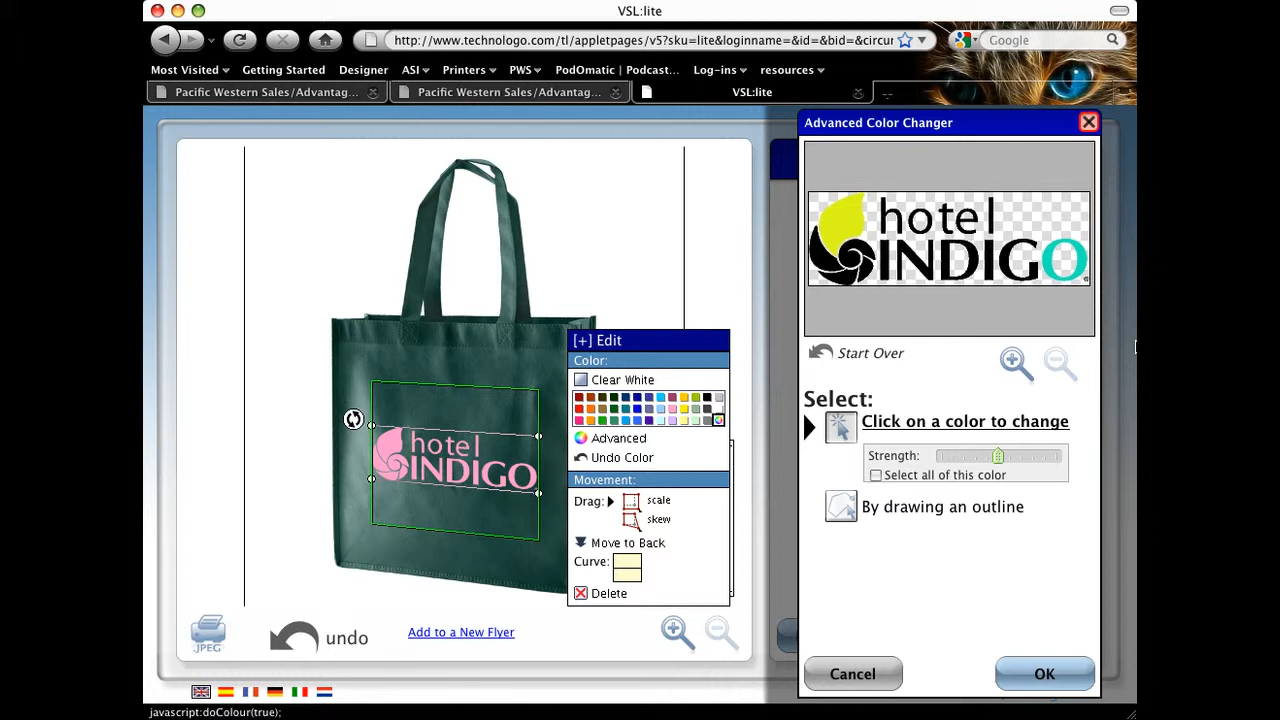 VSL:lite
http://www.technologo.com/tl/appletpages/v5?sku=lite&loginname=&id=&bid=&circur
Google
Most Visited Getting Started Designer ASI Printers PWS PodOmatic | Podcast... Log-ins resources
Pacific Western Sales/Advantag... Pacific Western Sales/Advantag... VSL:lite
Advanced Color Changer
hotel
INDIGO
Start Over
Select:
Click on a color to change
Strength:
Select all of this color
By drawing an outline
Cancel OK
hotel
INDIGO
[+] Edit
Color:
Clear White
Advanced
Undo Color
Movement:
Drag: scale
skew
Move to Back
Curve:
Delete
JPEG
undo
Add to a New Flyer
javascript:doColour(true);